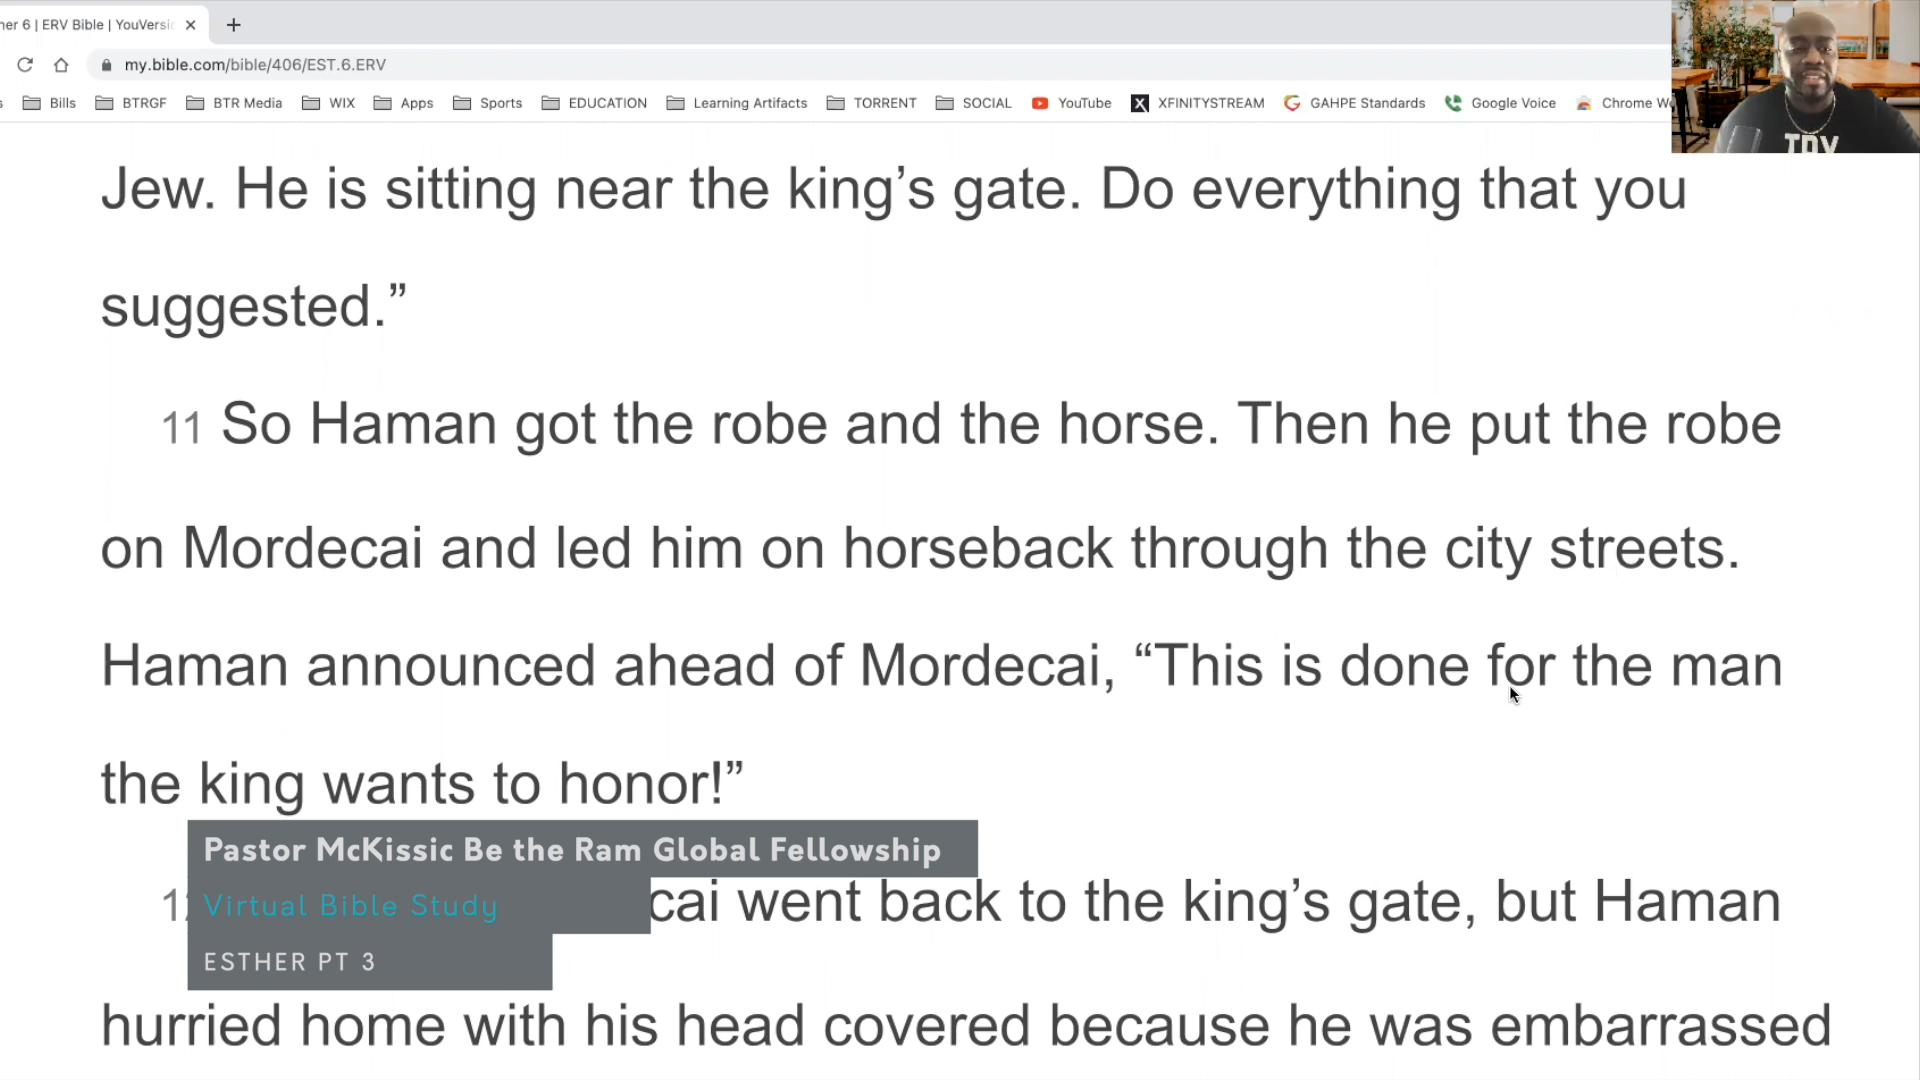 her 6 | ERV Bible | YouVersi
my.bible.com/bible/406/EST.6.ERV
s Bills BTRGF BTR Media WIX Apps Sports EDUCATION Learning Artifacts TORRENT SOCIAL YouTube XFINITYSTREAM GAHPE Standards Google Voice Chrome We
Jew. He is sitting near the king’s gate. Do everything that you
suggested.”
11 So Haman got the robe and the horse. Then he put the robe
on Mordecai and led him on horseback through the city streets.
Haman announced ahead of Mordecai, “This is done for the man
the king wants to honor!”
Pastor McKissic Be the Ram Global Fellowship
Virtual Bible Study
cai went back to the king’s gate, but Haman
ESTHER PT 3
hurried home with his head covered because he was embarrassed